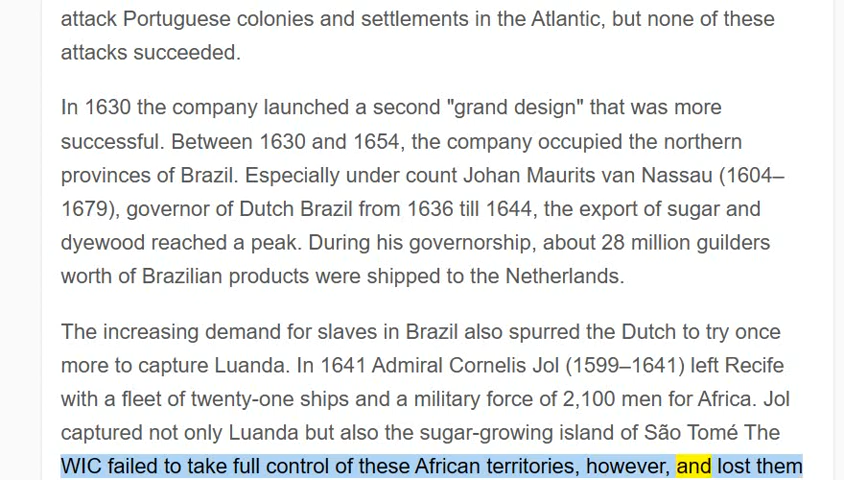 attack Portuguese colonies and settlements in the Atlantic, but none of these
attacks succeeded.
In 1630 the company launched a second "grand design" that was more
successful. Between 1630 and 1654, the company occupied the northern
provinces of Brazil. Especially under count Johan Maurits van Nassau (1604–
1679), governor of Dutch Brazil from 1636 till 1644, the export of sugar and
dyewood reached a peak. During his governorship, about 28 million guilders
worth of Brazilian products were shipped to the Netherlands.
The increasing demand for slaves in Brazil also spurred the Dutch to try once
more to capture Luanda. In 1641 Admiral Cornelis Jol (1599–1641) left Recife
with a fleet of twenty-one ships and a military force of 2,100 men for Africa. Jol
captured not only Luanda but also the sugar-growing island of São Tomé The
WIC failed to take full control of these African territories, however, and lost them